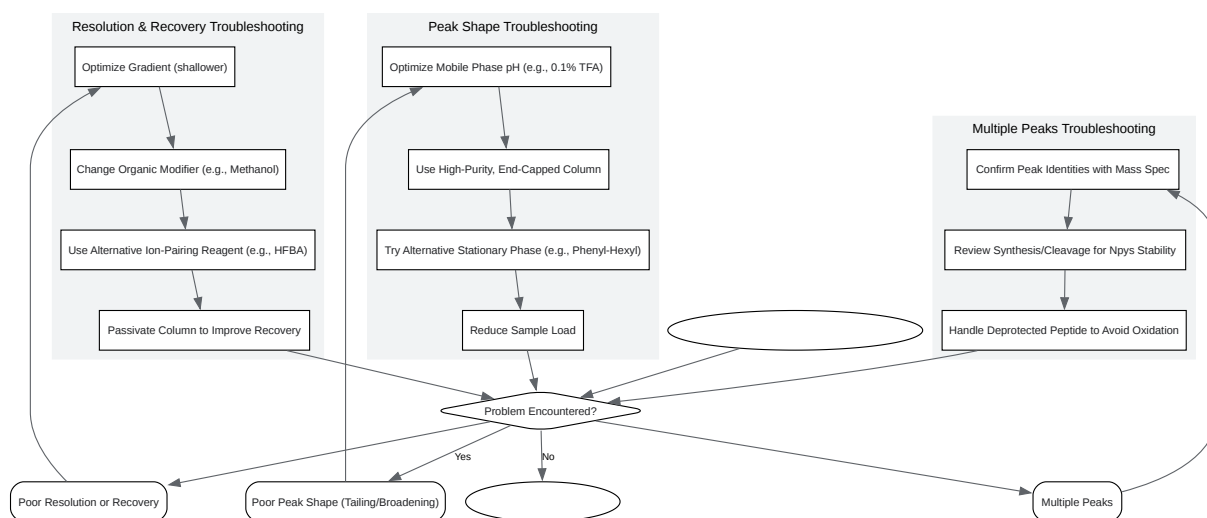 Resolution & Recovery Troubleshooting
Optimize Gradient (shallower)
Change Organic Modifier (e.g., Methanol)
Use Alternative Ion-Pairing Reagent (e.g., HFBA)
Passivate Column to Improve Recovery
Peak Shape Troubleshooting
Optimize Mobile Phase pH (e.g., 0.1% TFA)
Use High-Purity, End-Capped Column
Try Alternative Stationary Phase (e.g., Phenyl-Hexyl)
Reduce Sample Load
Multiple Peaks Troubleshooting
Confirm Peak Identities with Mass Spec
Review Synthesis/Cleavage for Npys Stability
Handle Deprotected Peptide to Avoid Oxidation
Problem Encountered?
Yes
No
Poor Resolution or Recovery
Poor Peak Shape (Tailing/Broadening)
Multiple Peaks